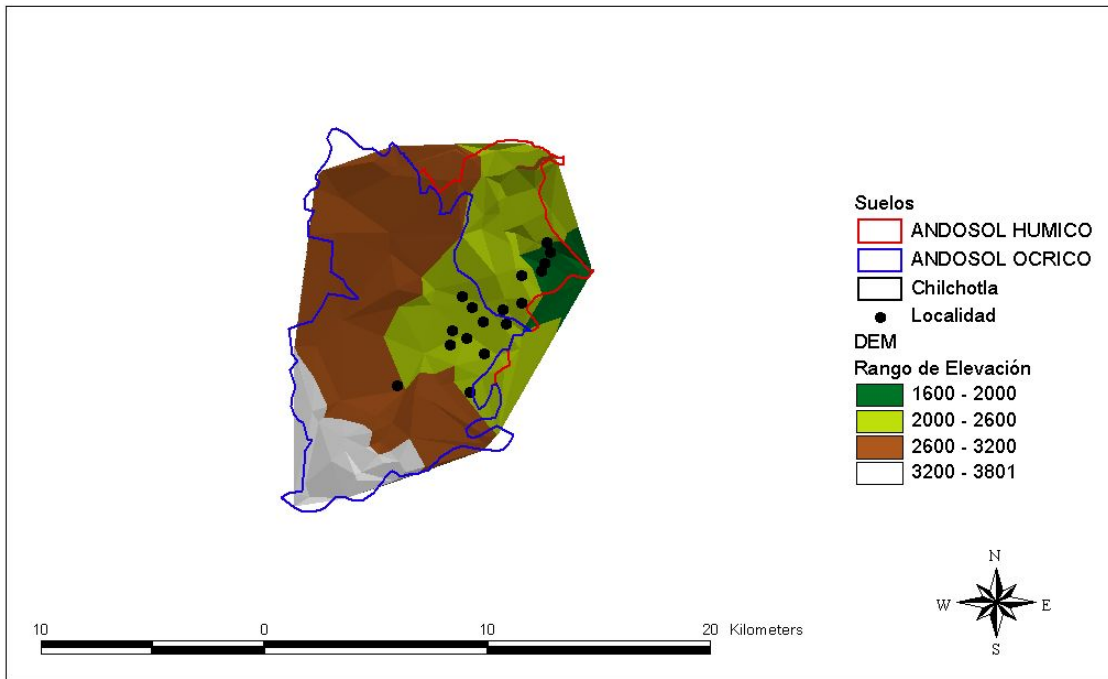 Suelos
ANDOSOL HUMICO
ANDOSOL OCRICO
Chilchotla
Localidad
DEM
Rango de Elevación
1600 - 2000
2000 - 2600
2600 - 3200
3200 - 3801
N
W E
S
10 0 10 20 Kilometers